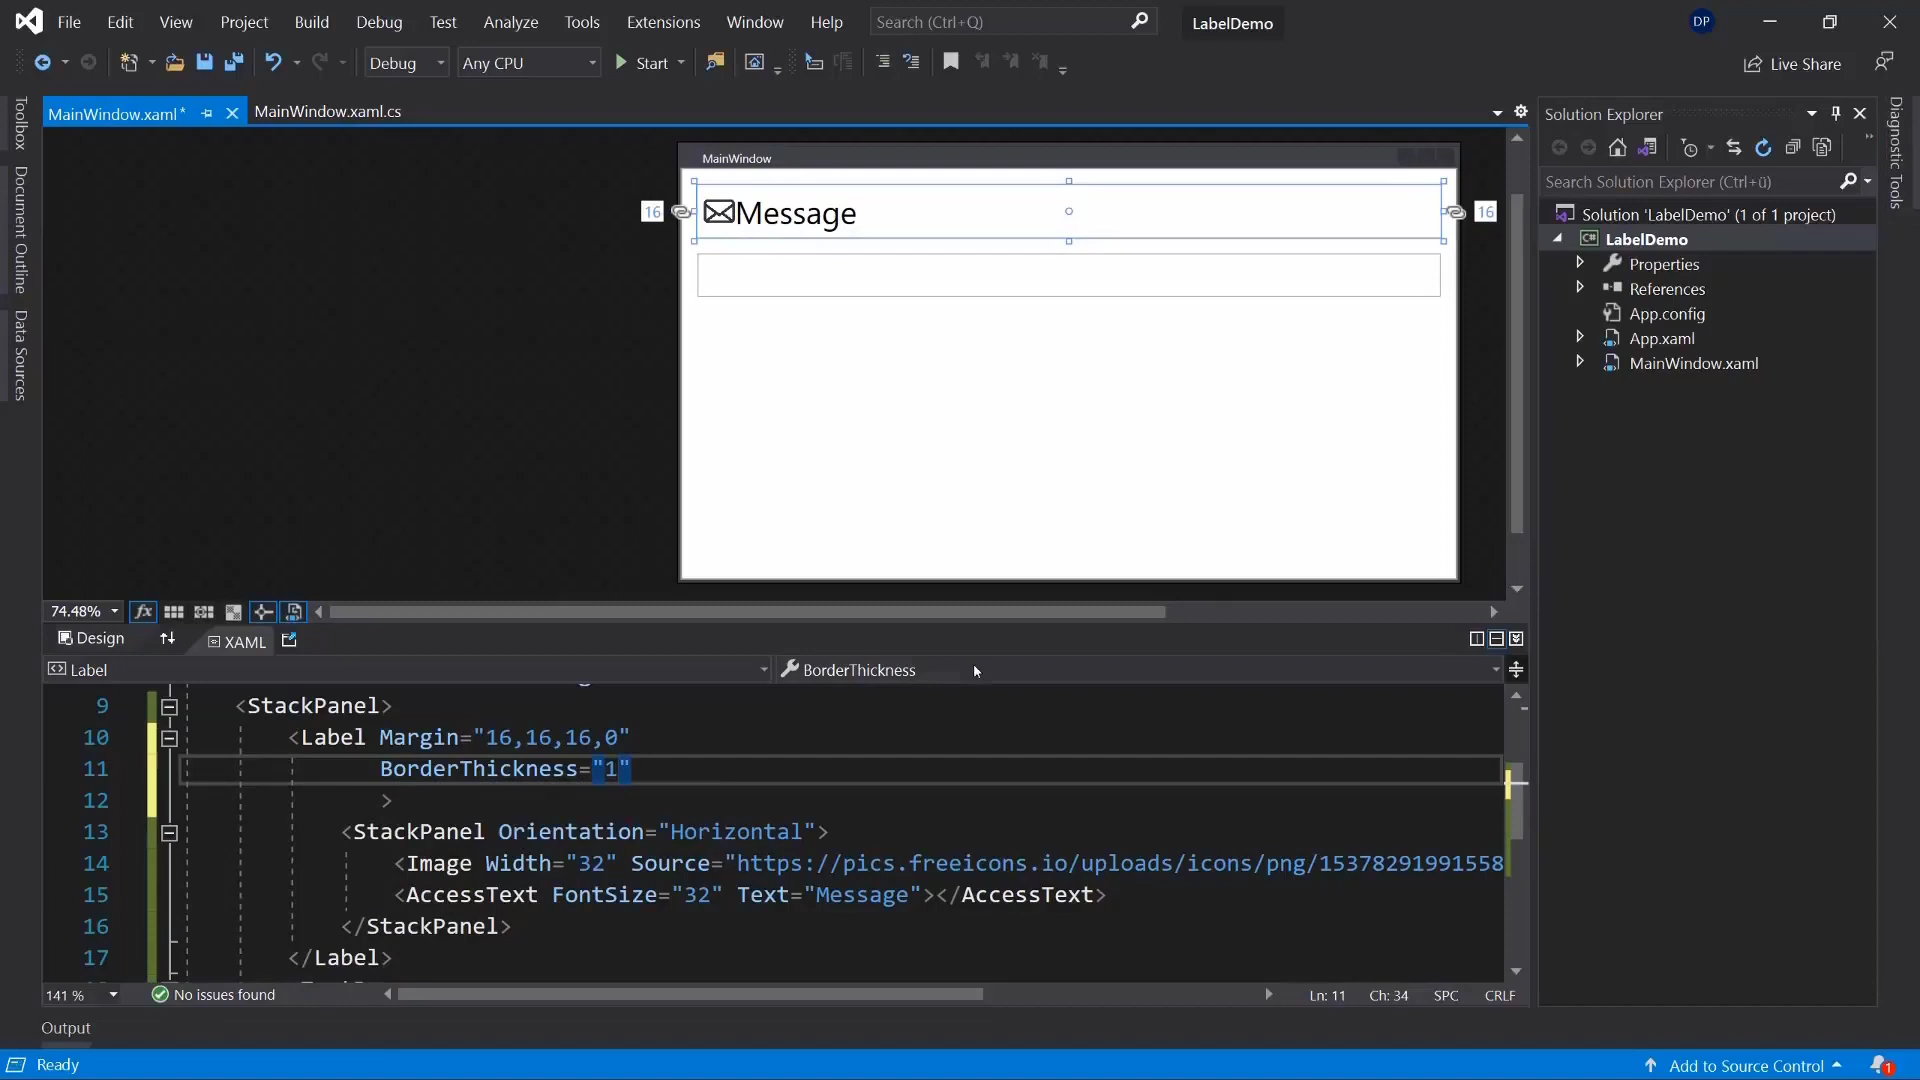 File Edit View Project Build Debug Test Analyze Tools Extensions Window Help Search (Ctrl+Q) LabelDemo DP
Debug Any CPU Start Live Share
MainWindow.xaml* MainWindow.xaml.cs
Toolbox
Document Outline
Data Sources
MainWindow
16 Message 16
74.48%
Design XAML
Label BorderThickness
9 <StackPanel>
10 <Label Margin="16,16,16,0"
11 BorderThickness="1"
12 >
13 <StackPanel Orientation="Horizontal">
14 <Image Width="32" Source="https://pics.freeicons.io/uploads/icons/png/15378291991558
15 <AccessText FontSize="32" Text="Message"></AccessText>
16 </StackPanel>
17 </Label>
141 % No issues found Ln: 11 Ch: 34 SPC CRLF
Output
Ready Add to Source Control 1
Solution Explorer
Search Solution Explorer (Ctrl+ü)
Solution 'LabelDemo' (1 of 1 project)
C# LabelDemo
Properties
References
App.config
App.xaml
MainWindow.xaml
Diagnostic Tools